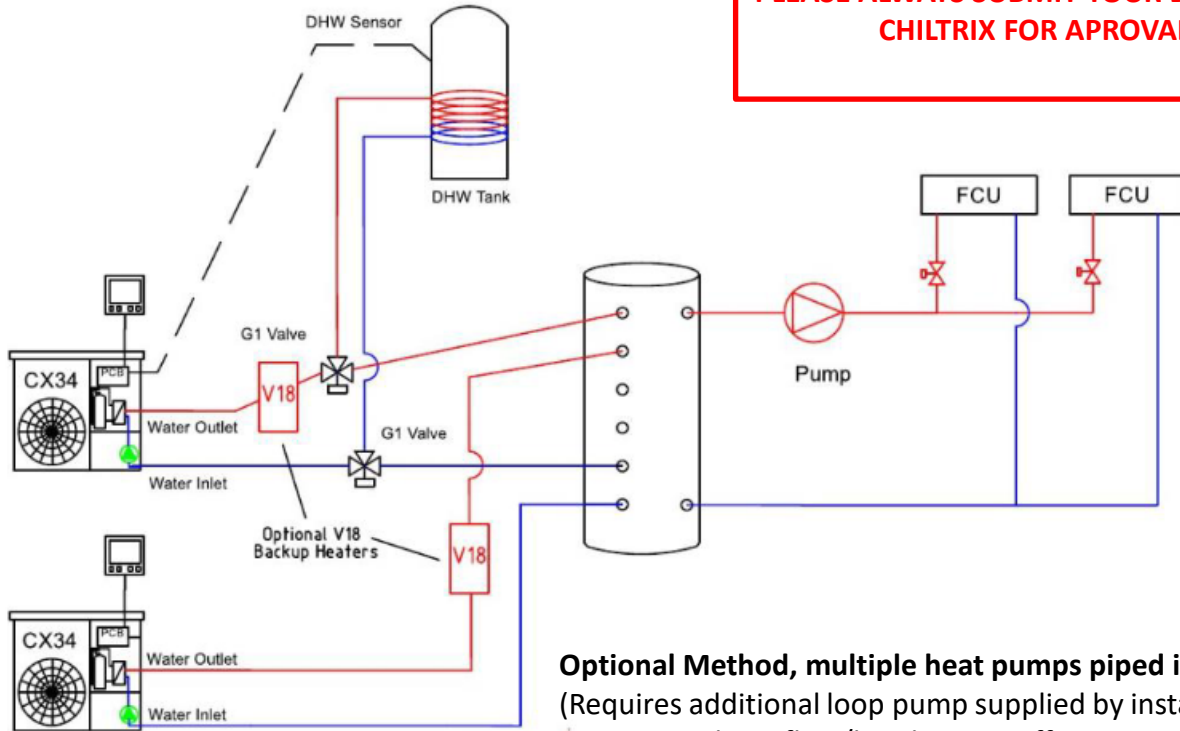 CHILTRIX FOR APROVAL
DHW Sensor
DHW Tank
FCU
FCU
G1 Valve
PCB
CX34
V18
Pump
Water Outlet
G1 Valve
Water Inlet
Optional V18
Backup Heaters
V18
PCB
CX34
Water Outlet
Optional Method, multiple heat pumps piped
(Requires additional loop pump supplied by
Water Inlet